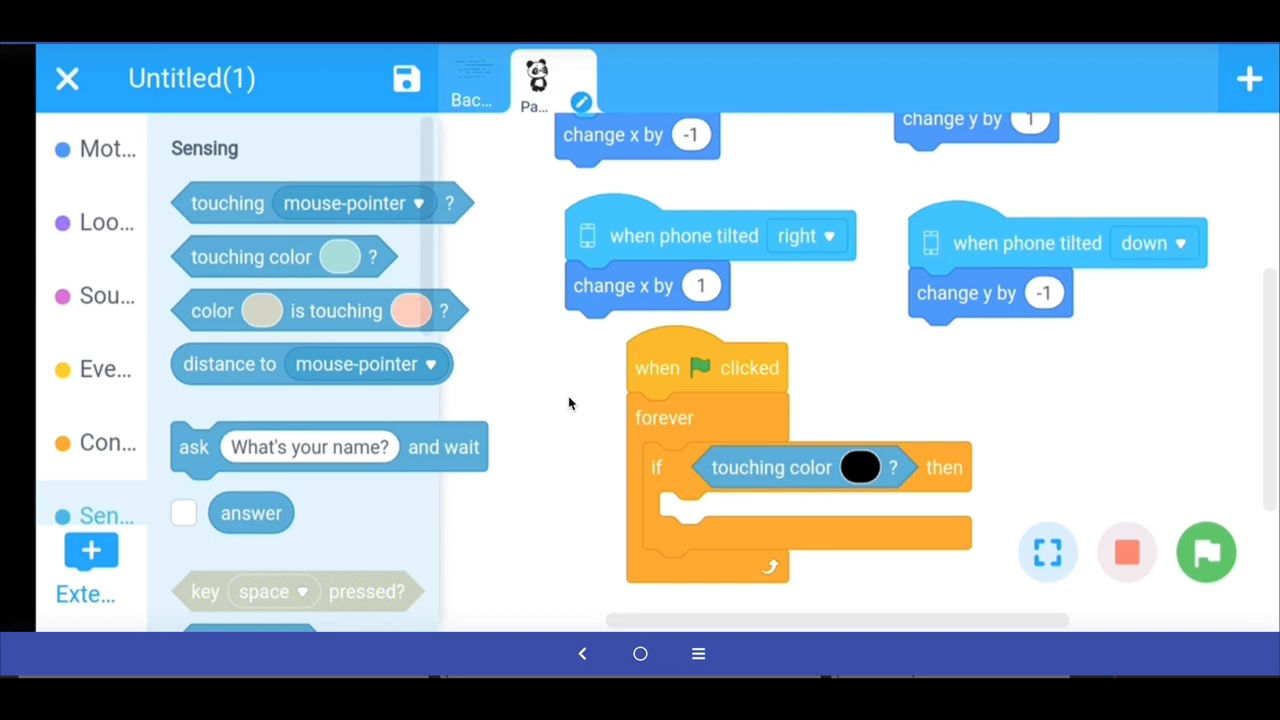 Untitled(1)
Bac...
Pa...
Mot...
Loo...
Sou...
Eve...
Con...
Sen...
Exte...
Sensing
touching mouse-pointer ?
touching color ?
color is touching ?
distance to mouse-pointer
ask What's your name? and wait
answer
key space pressed?
change x by -1
change y by 1
when phone tilted right
change x by 1
when phone tilted down
change y by -1
when clicked
forever
if touching color ? then